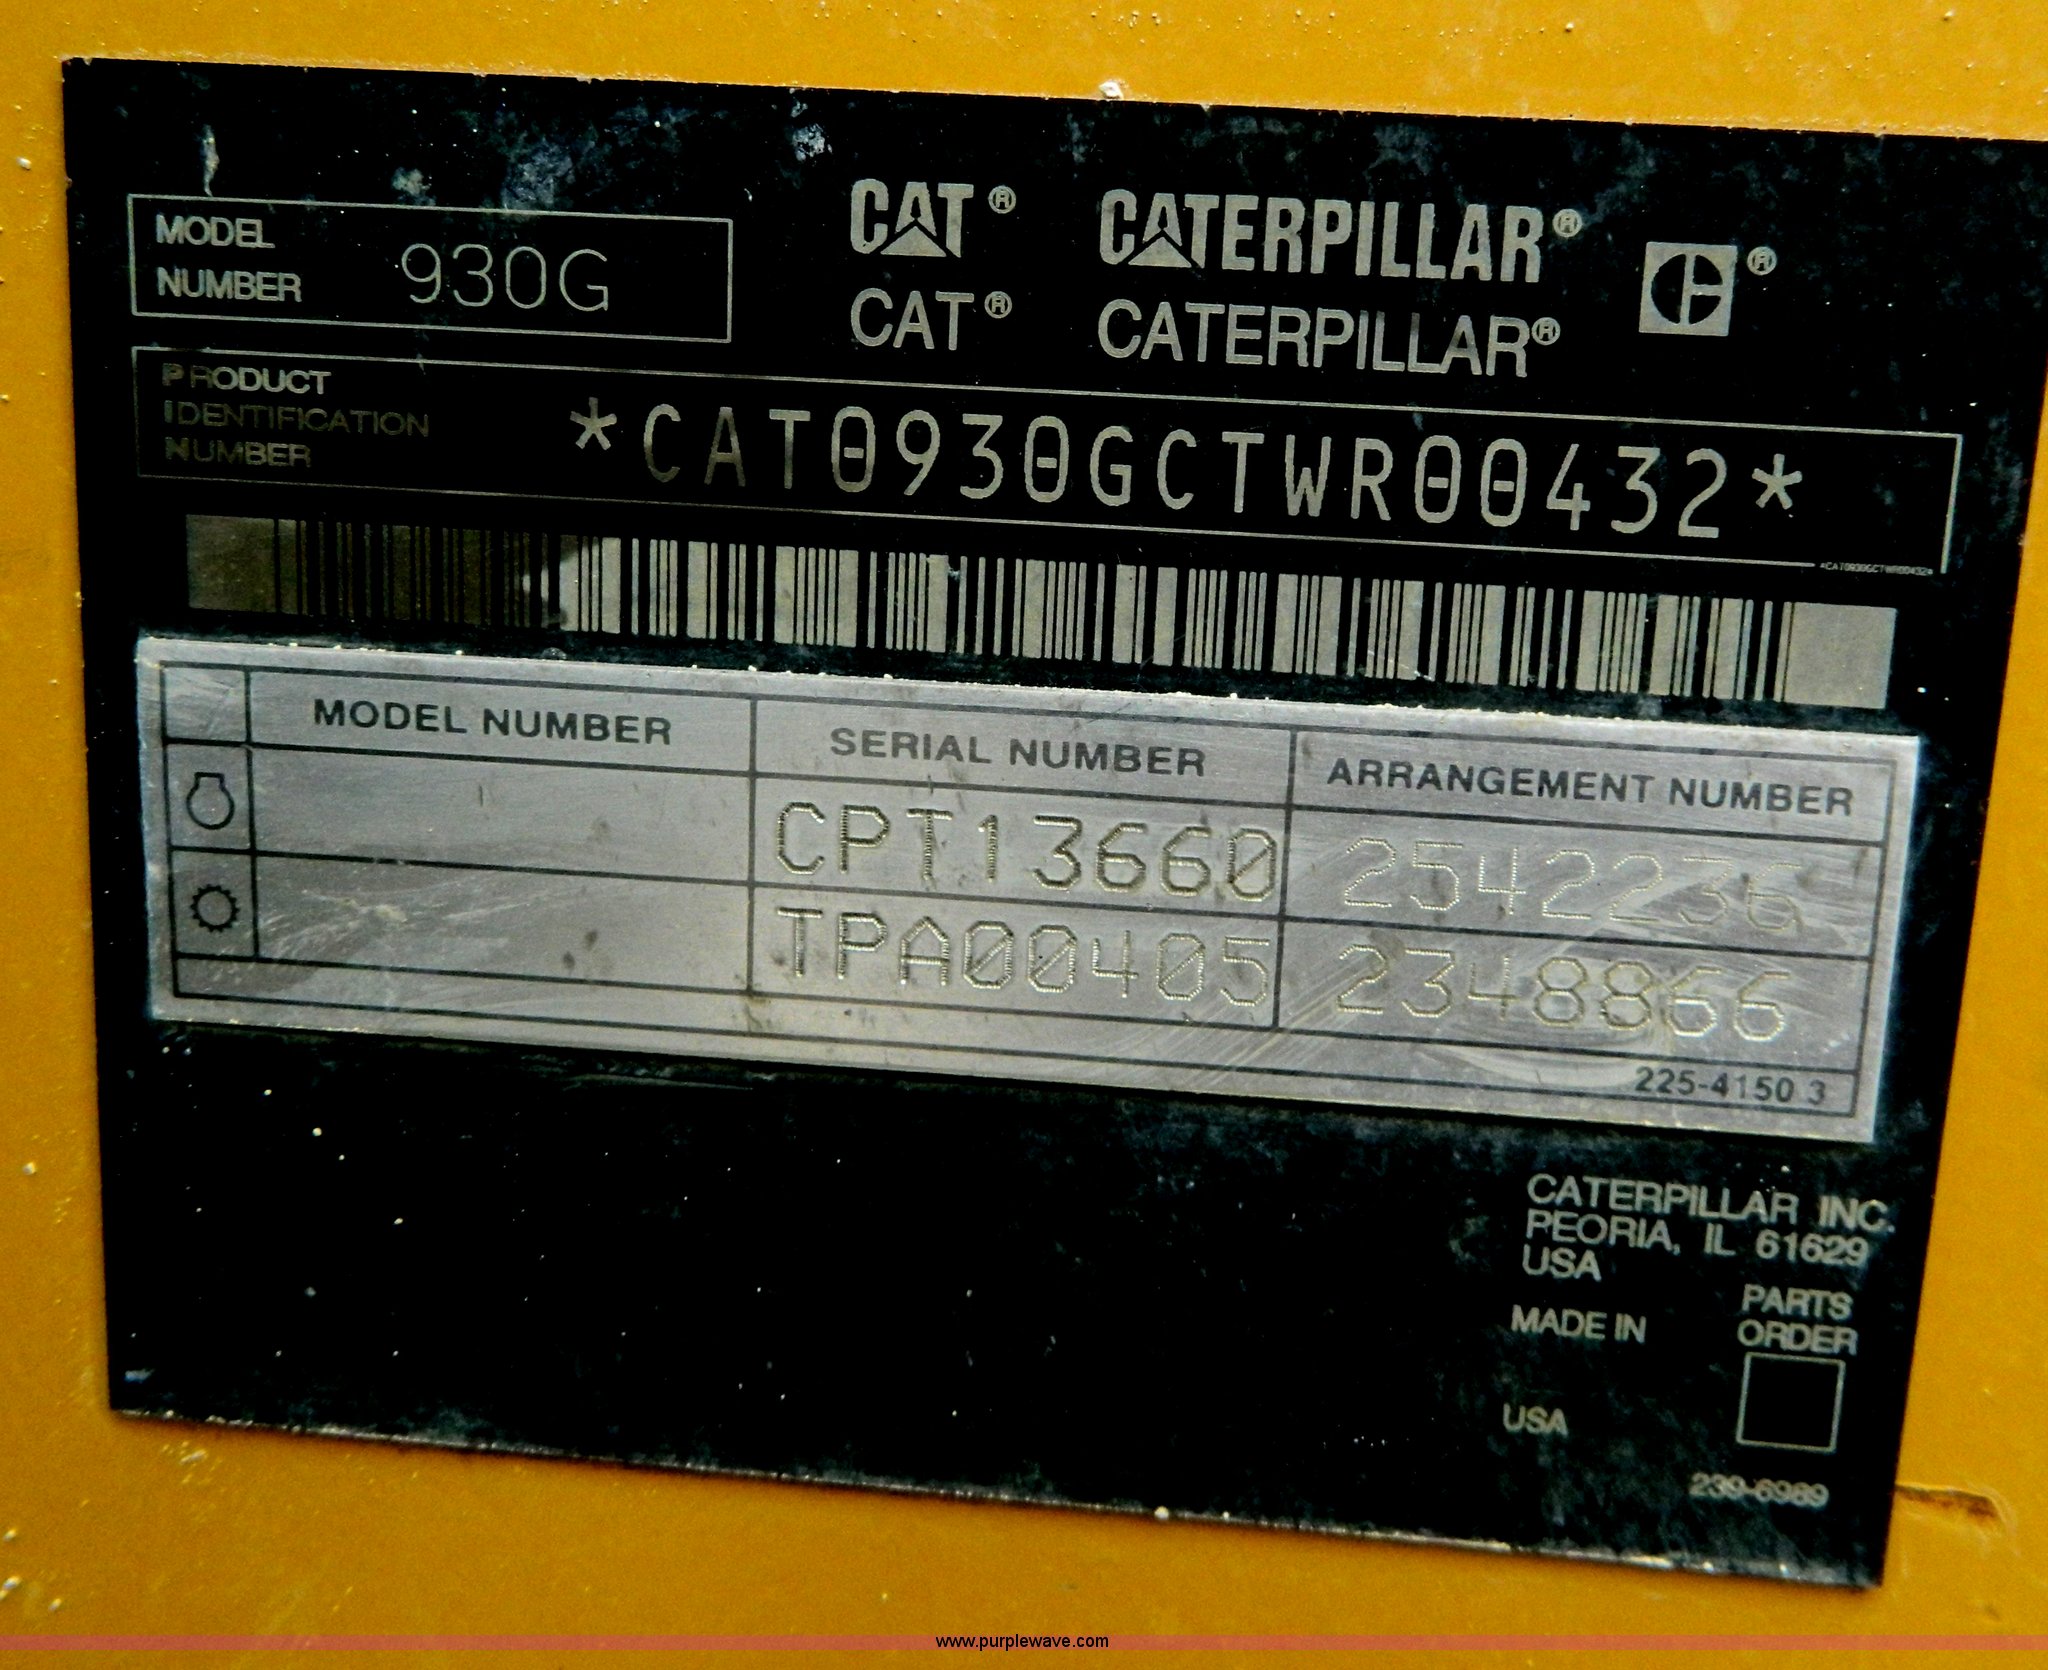 MODEL
NUMBER 930G
CAT® CATERPILLAR® ®
CAT® CATERPILLAR®
PRODUCT
IDENTIFICATION
NUMBER
*CAT0930GCTWR00432*
*CAT0930GCTWR00432*
MODEL NUMBER SERIAL NUMBER ARRANGEMENT NUMBER
CPT13660 2542236
TPA00405 2348866
225-4150 3
CATERPILLAR INC.
PEORIA, IL 61629
USA
MADE IN
USA
PARTS
ORDER
239-6989
www.purplewave.com